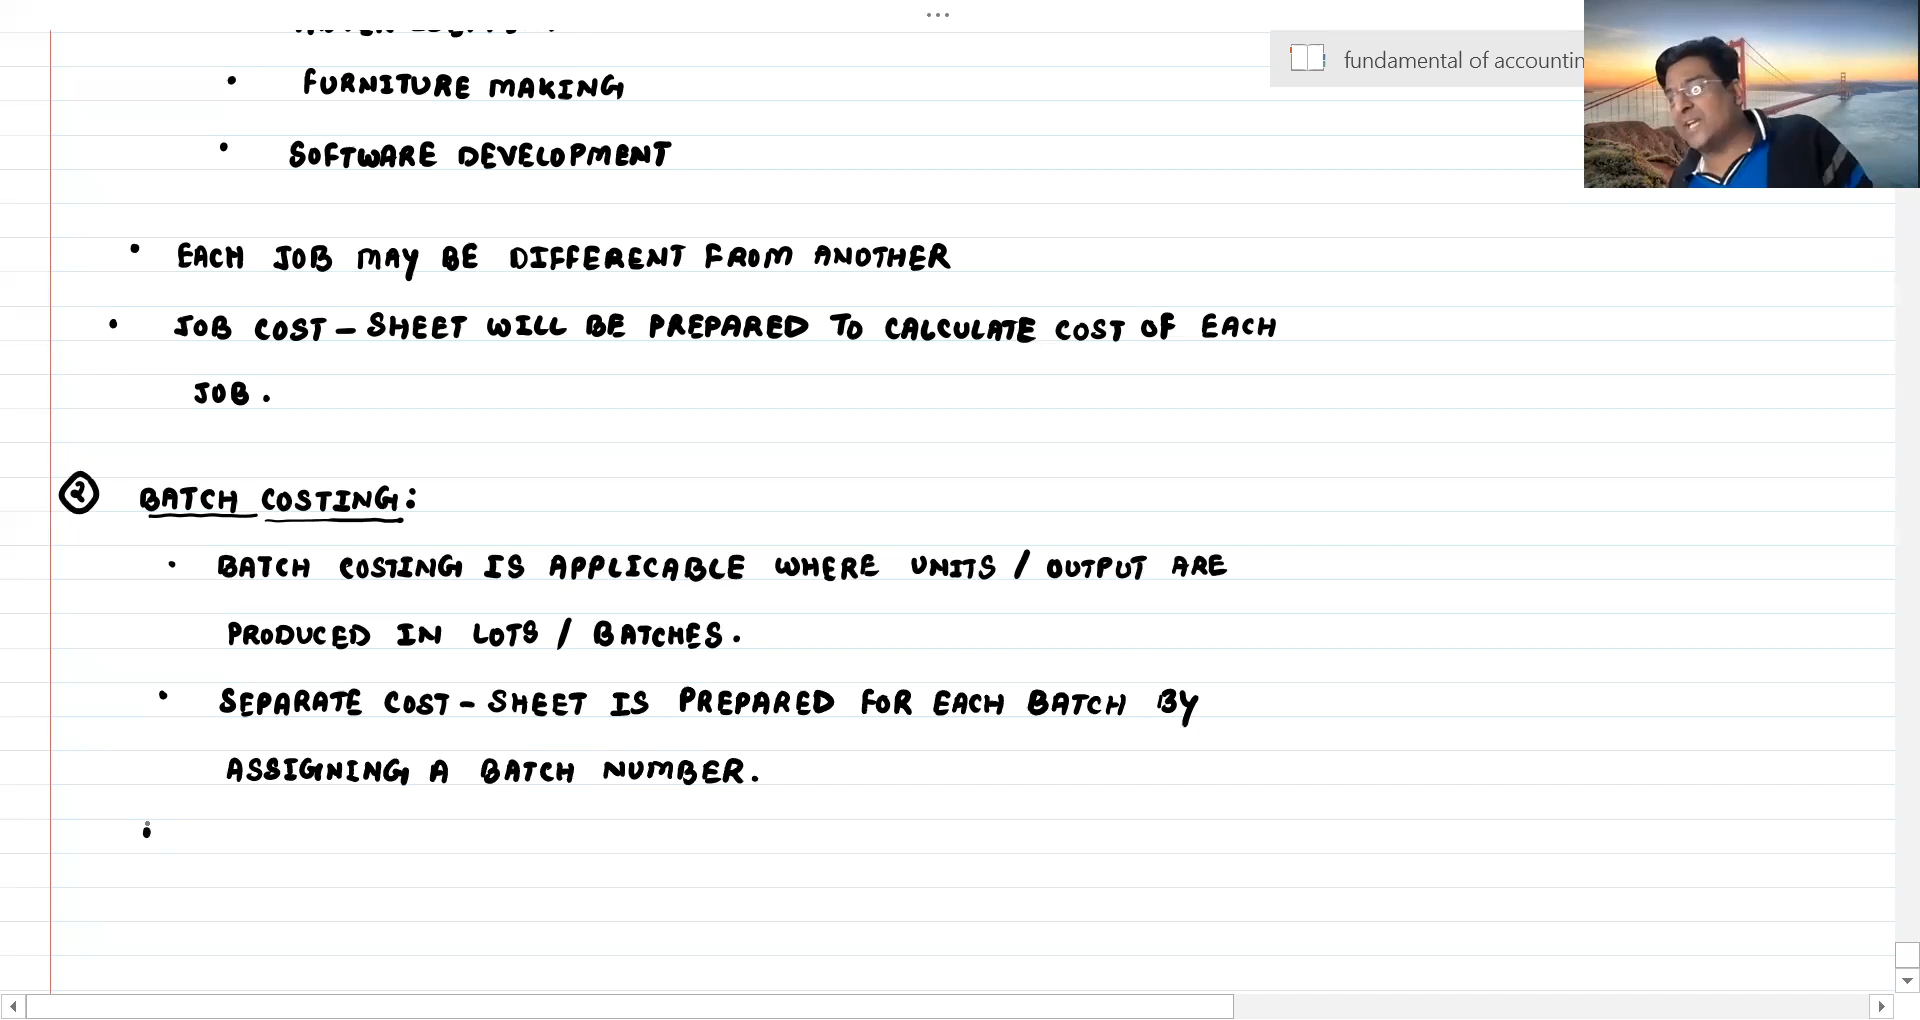 • FURNITURE MAKING
fundamental of accountin
• SOFTWARE DEVELOPMENT
• EACH JOB MAY BE DIFFERENT FROM ANOTHER
• JOB COST - SHEET WILL BE PREPARED TO CALCULATE COST OF EACH
JOB.
② BATCH COSTING:
• BATCH COSTING IS APPLICABLE WHERE UNITS / OUTPUT ARE
PRODUCED IN LOTS / BATCHES.
• SEPARATE COST - SHEET IS PREPARED FOR EACH BATCH BY
ASSIGNING A BATCH NUMBER.
•